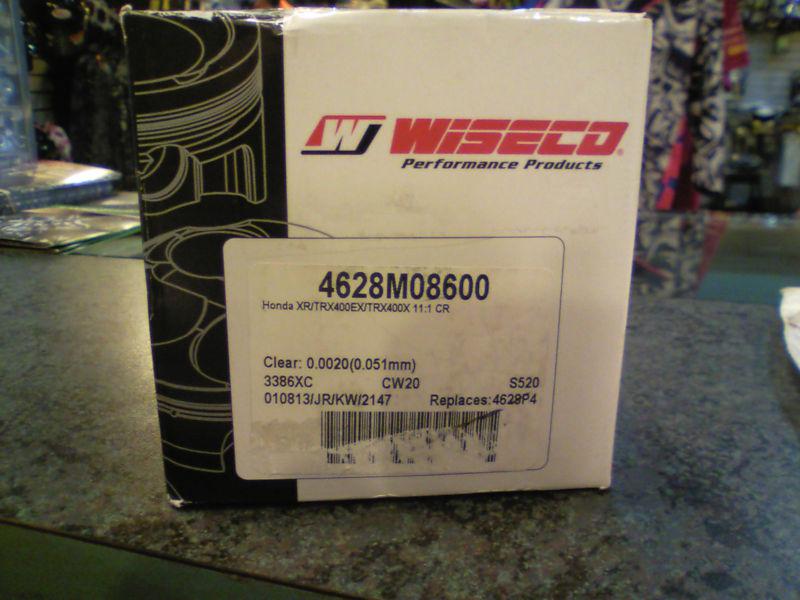 W WISECO
Performance Products
4628M08600
Honda XR/TRX400EX/TRX400X 11:1 CR
Clear: 0.0020(0.051mm)
3386XC CW20 S520
010813/JR/KW/2147 Replaces:4628P4